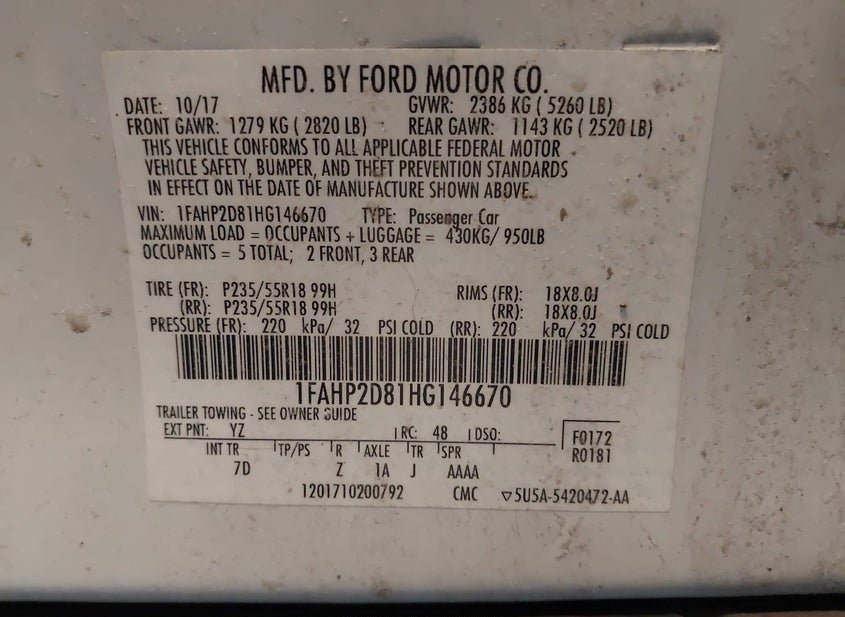 MFD. BY FORD MOTOR CO.
DATE: 10/17 GVWR: 2386 KG ( 5260 LB)
FRONT GAWR: 1279 KG ( 2820 LB) REAR GAWR: 1143 KG ( 2520 LB)
THIS VEHICLE CONFORMS TO ALL APPLICABLE FEDERAL MOTOR
VEHICLE SAFETY, BUMPER, AND THEFT PREVENTION STANDARDS
IN EFFECT ON THE DATE OF MANUFACTURE SHOWN ABOVE.
VIN: 1FAHP2D81HG146670 TYPE: Passenger Car
MAXIMUM LOAD = OCCUPANTS + LUGGAGE = 430KG/ 950LB
OCCUPANTS = 5 TOTAL; 2 FRONT, 3 REAR
TIRE (FR): P235/55R18 99H RIMS (FR): 18X8.0J
(RR): P235/55R18 99H (RR): 18X8.0J
PRESSURE (FR): 220 kPa/ 32 PSI COLD (RR): 220 kPa/ 32 PSI COLD
1FAHP2D81HG146670
TRAILER TOWING - SEE OWNER GUIDE
EXT PNT: YZ RC: 48 DSO: F0172
INT TR TP/PS R AXLE TR SPR R0181
7D Z 1A J AAAA
1201710200792 CMC ▽5U5A-5420472-AA